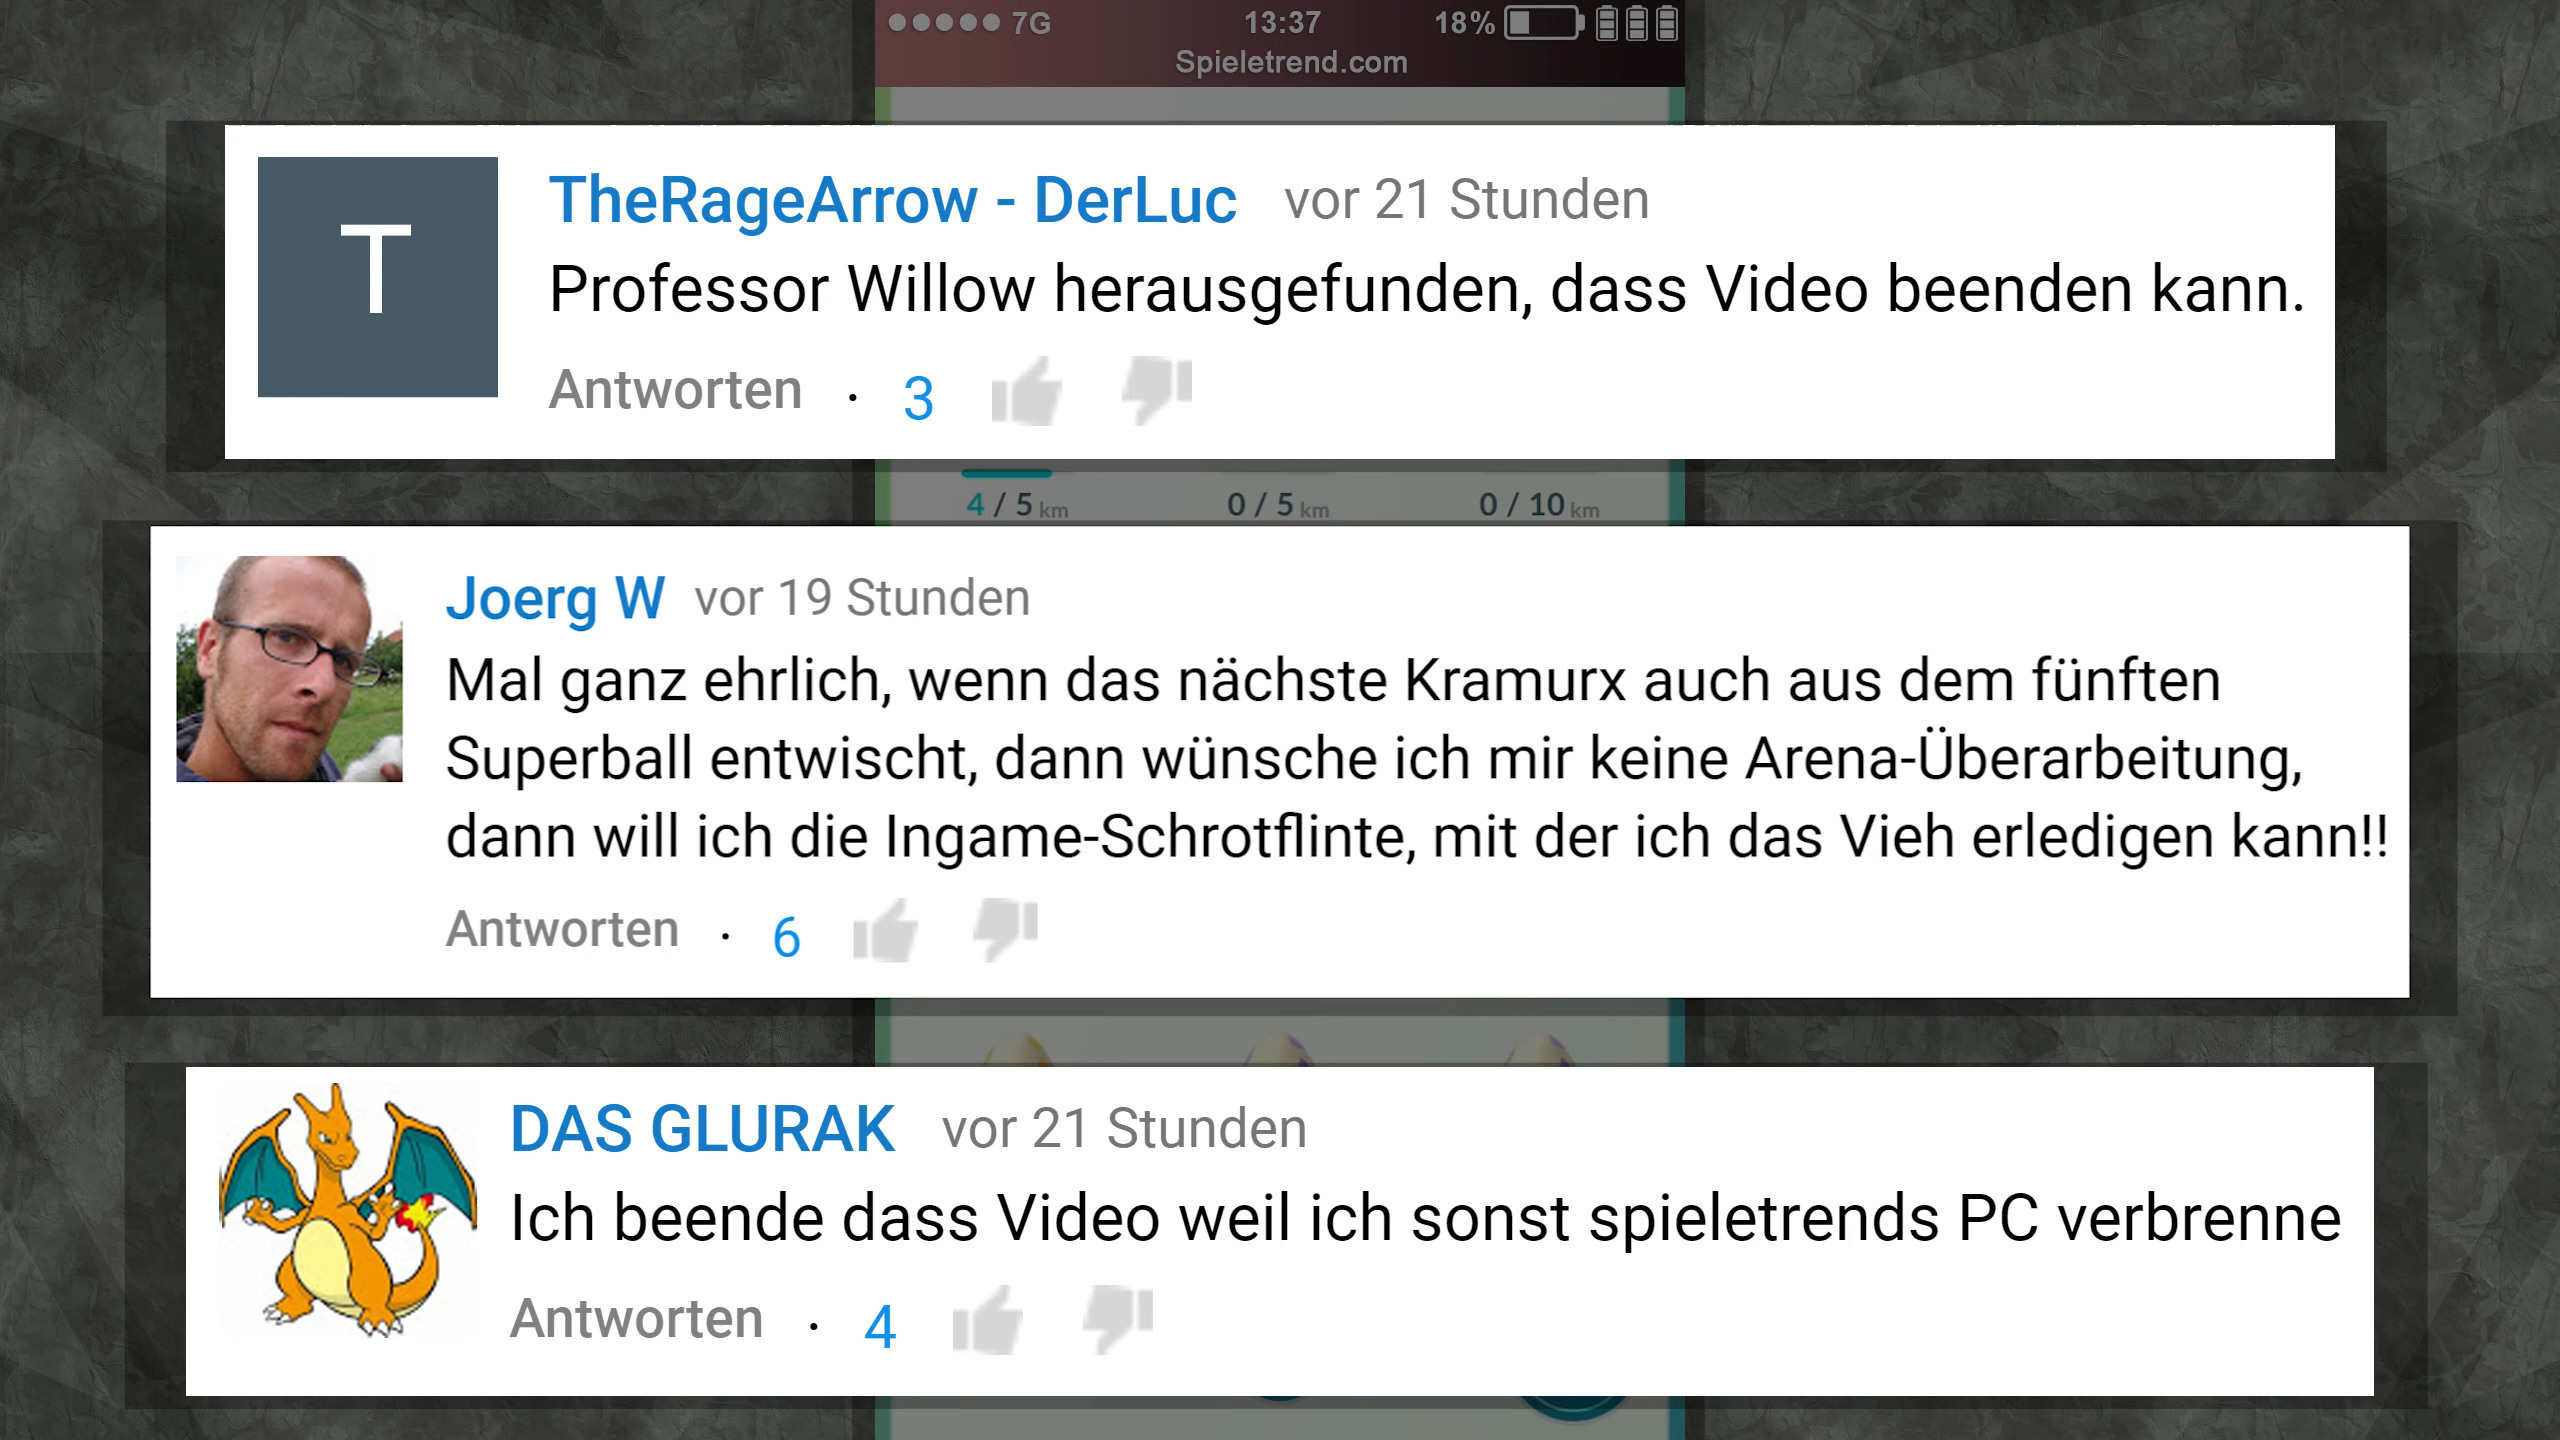 7G 13:37 18%
Spieletrend.com
T
TheRageArrow - DerLuc vor 21 Stunden
Professor Willow herausgefunden, dass Video beenden kann.
Antworten · 3
4 / 5 km 0 / 5 km 0 / 10 km
Joerg W vor 19 Stunden
Mal ganz ehrlich, wenn das nächste Kramurx auch aus dem fünften
Superball entwischt, dann wünsche ich mir keine Arena-Überarbeitung,
dann will ich die Ingame-Schrotflinte, mit der ich das Vieh erledigen kann!!
Antworten · 6
DAS GLURAK vor 21 Stunden
Ich beende dass Video weil ich sonst spieletrends PC verbrenne
Antworten · 4